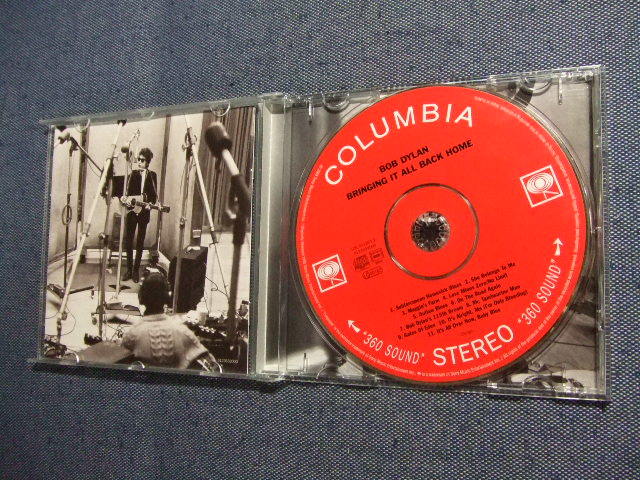 COLUMBIA
BOB DYLAN
BRINGING IT ALL BACK HOME
1. Subterranean Homesick Blues 2. She Belongs To Me
3. Maggie's Farm 4. Love Minus Zero/No Limit
5. Outlaw Blues 6. On The Road Again
7. Bob Dylan's 115th Dream 8. Mr. Tambourine Man
9. Gates Of Eden 10. It's Alright, Ma (I'm Only Bleeding)
11. It's All Over Now, Baby Blue
"360 SOUND" STEREO "360 SOUND"